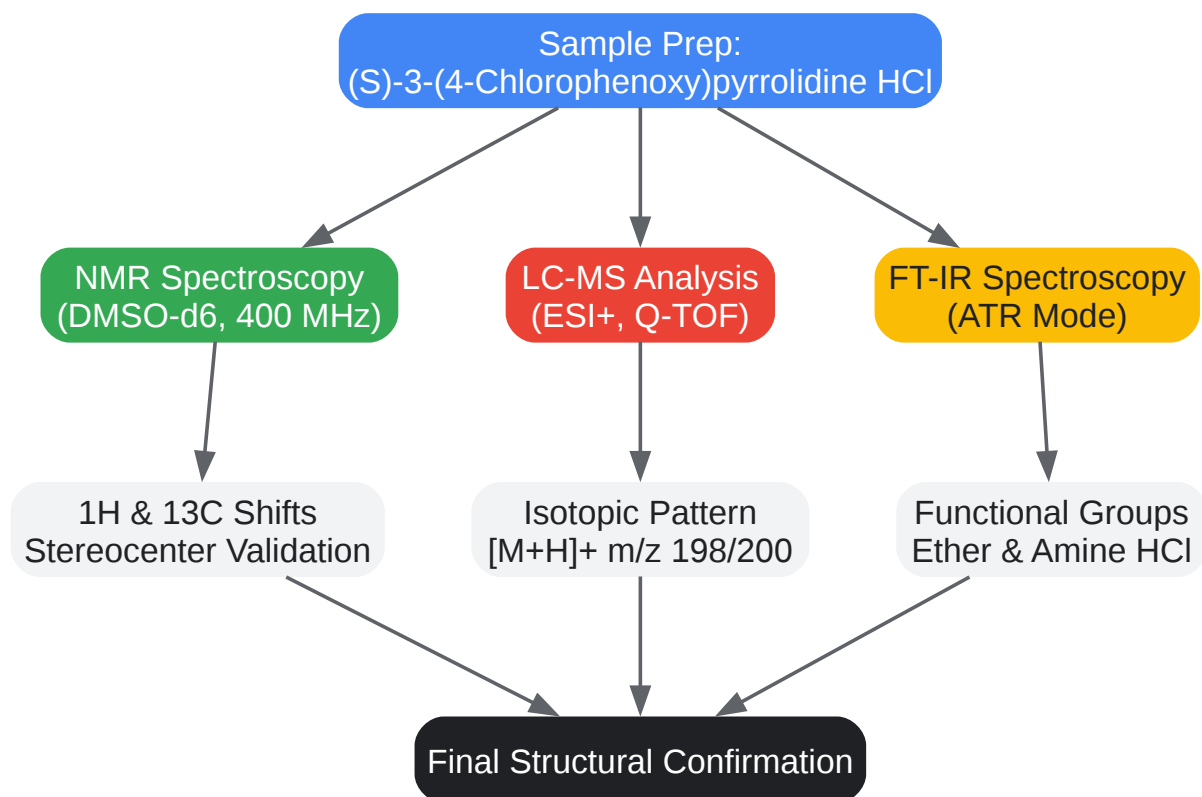 Sample Prep:
(S)-3-(4-Chlorophenoxy)pyrrolidine HCl
NMR Spectroscopy
(DMSO-d6, 400 MHz)
LC-MS Analysis
(ESI+, Q-TOF)
FT-IR Spectroscopy
(ATR Mode)
1H & 13C Shifts
Stereocenter Validation
Isotopic Pattern
[M+H]+ m/z 198/200
Functional Groups
Ether & Amine HCl
Final Structural Confirmation